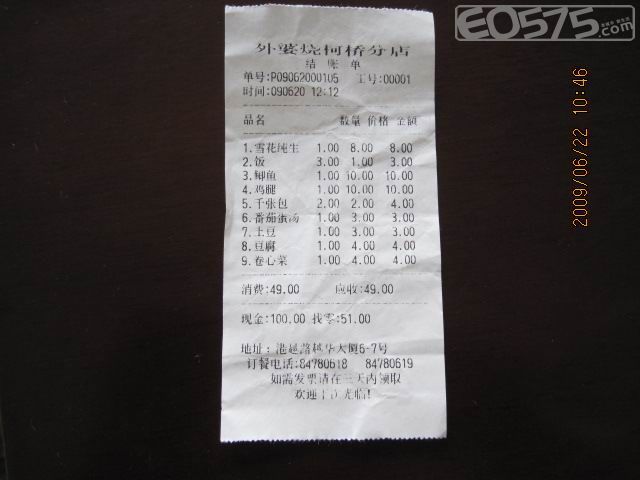 EO575.com
外婆烧柯桥分店
结账单
单号:P09062000105 工号:00001
时间:090620 12:12
品名 数量 价格 金额
1.雪花纯生 1.00 8.00 8.00
2.饭 3.00 1.00 3.00
3.鲫鱼 1.00 10.00 10.00
4.鸡腿 1.00 10.00 10.00
5.千张包 2.00 2.00 4.00
6.番茄蛋汤 1.00 3.00 3.00
7.土豆 1.00 3.00 3.00
8.豆腐 1.00 4.00 4.00
9.卷心菜 1.00 4.00 4.00
消费:49.00 应收:49.00
现金:100.00 找零:51.00
地址: 港越路越华大厦6-7号
订餐电话:84780618 84780619
如需发票请在三天内领取
欢迎 光临!
2009/06/22 10:46